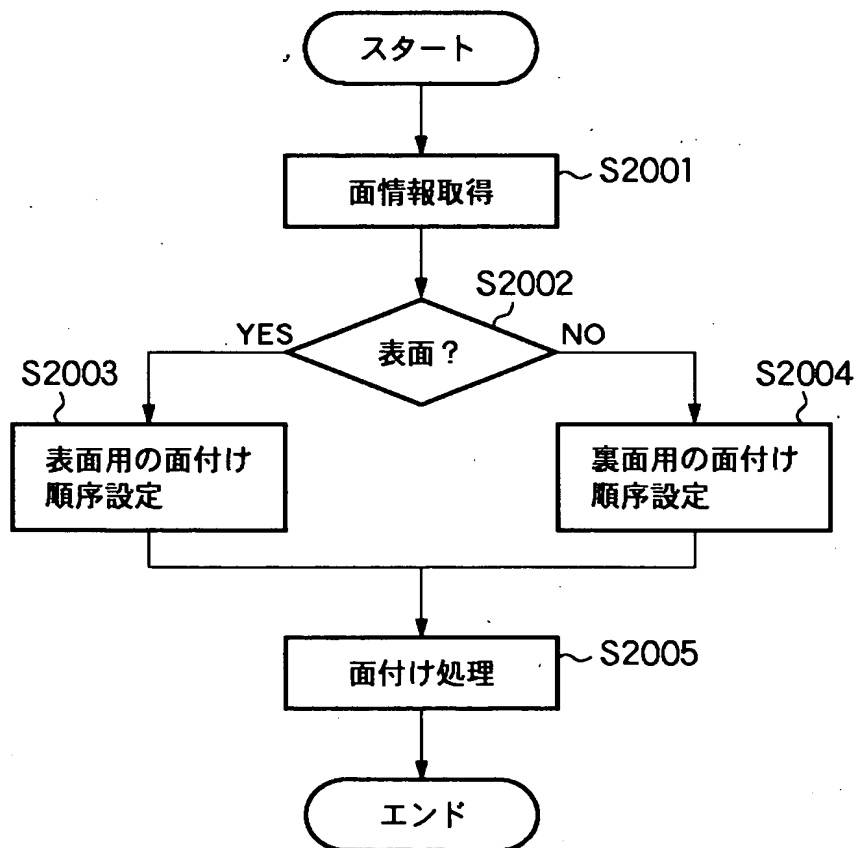 スタート
面情報取得
S2001
S2002
YES
表面？
NO
S2003
S2004
表面用の面付け
順序設定
裏面用の面付け
順序設定
面付け処理
S2005
エンド